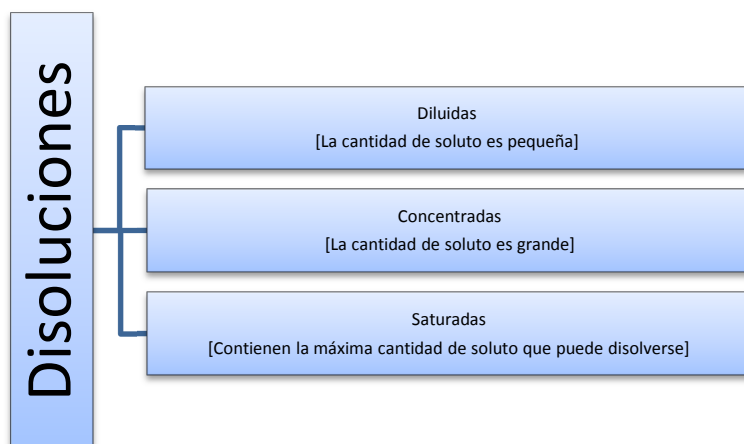 Disoluciones
Diluidas
[La cantidad de soluto es pequeña]
Concentradas
[La cantidad de soluto es grande]
Saturadas
[Contienen la máxima cantidad de soluto que puede disolverse]